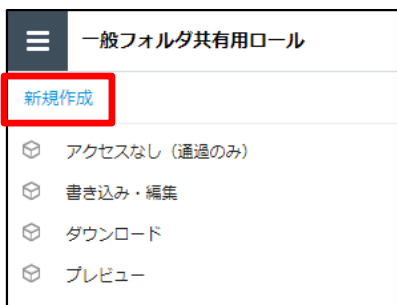 一般フォルダ共有用ロール
新規作成
アクセスなし（通過のみ）
書き込み・編集
ダウンロード
プレビュー